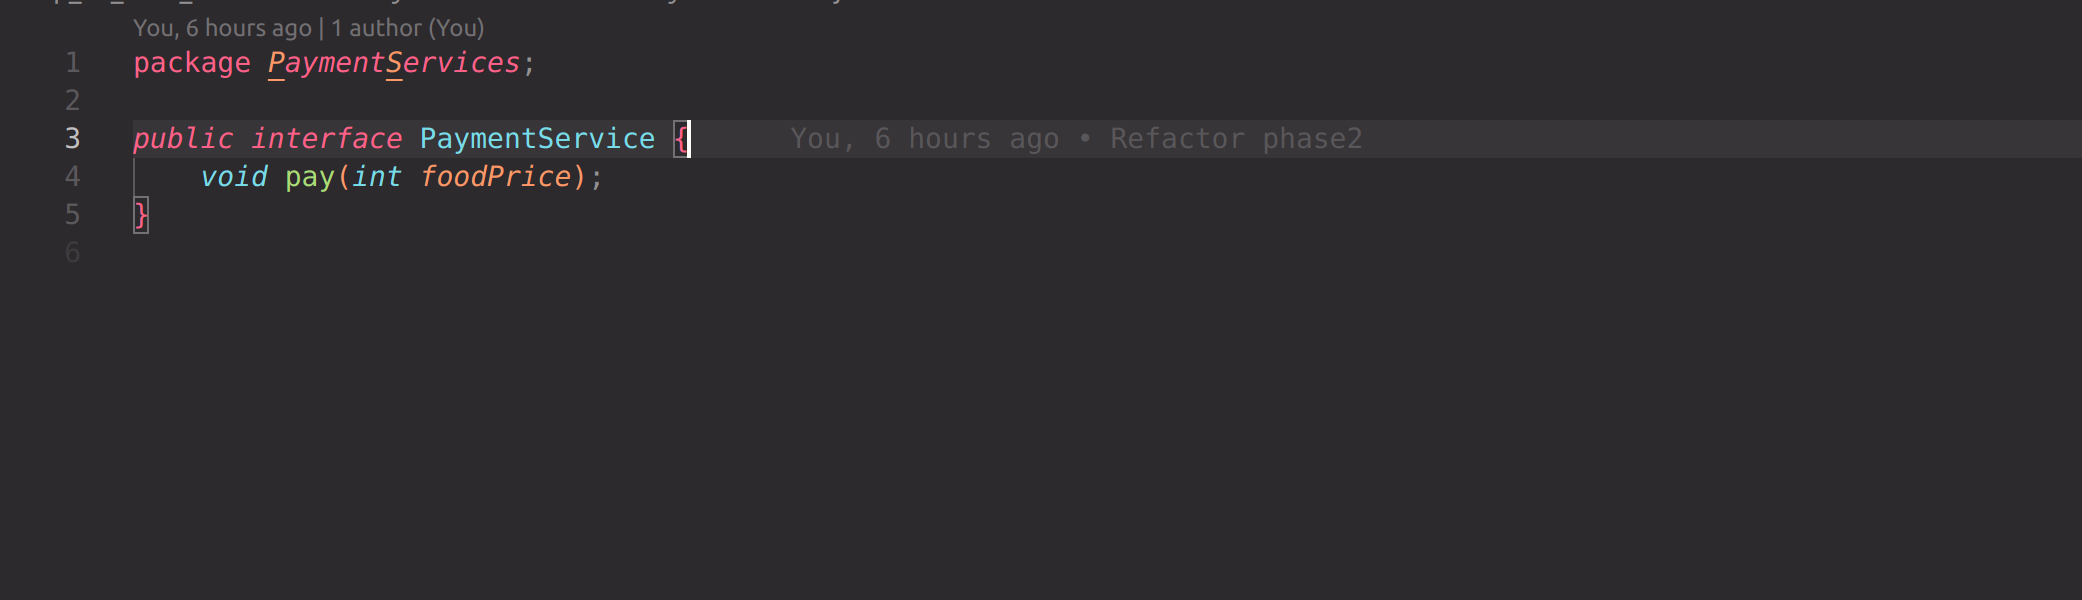 You, 6 hours ago | 1 author (You)
1 package PaymentServices;
2
3 public interface PaymentService { You, 6 hours ago • Refactor phase2
4 void pay(int foodPrice);
5 }
6